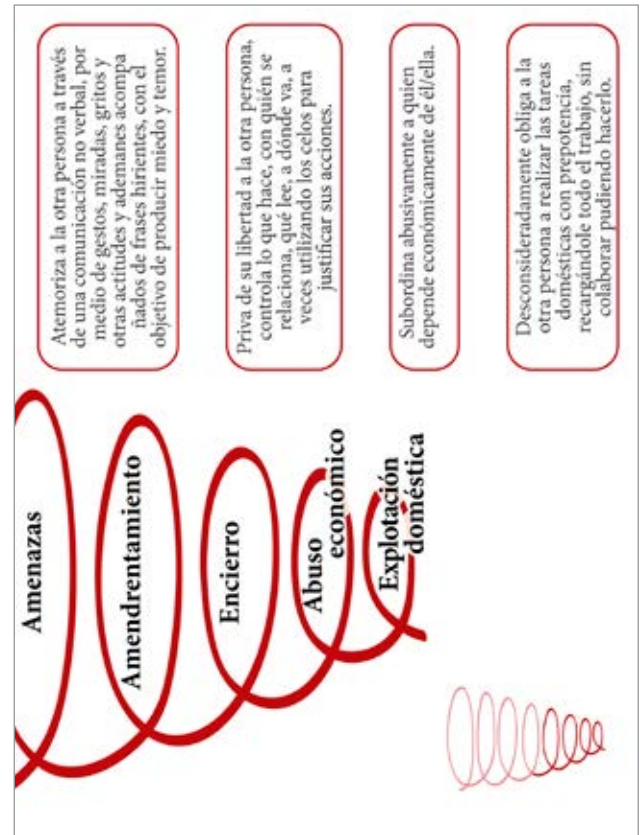 Amenazas
Amendrentamiento
Atemoriza a la otra persona a través
de una comunicación no verbal, por
medio de gestos, miradas, gritos y
otras actitudes y ademanes acompa
ñados de frases hirientes, con el
objetivo de producir miedo y temor.
Encierro
Priva de su libertad a la otra persona,
controla lo que hace, con quién se
relaciona, qué lee, a dónde va, a
veces utilizando los celos para
justificar sus acciones.
Abuso
económico
Subordina abusivamente a quien
depende económicamente de él/ella.
Explotación
doméstica
Desconsideradamente obliga a la
otra persona a realizar las tareas
domésticas con prepotencia,
recargándole todo el trabajo, sin
colaborar pudiendo hacerlo.